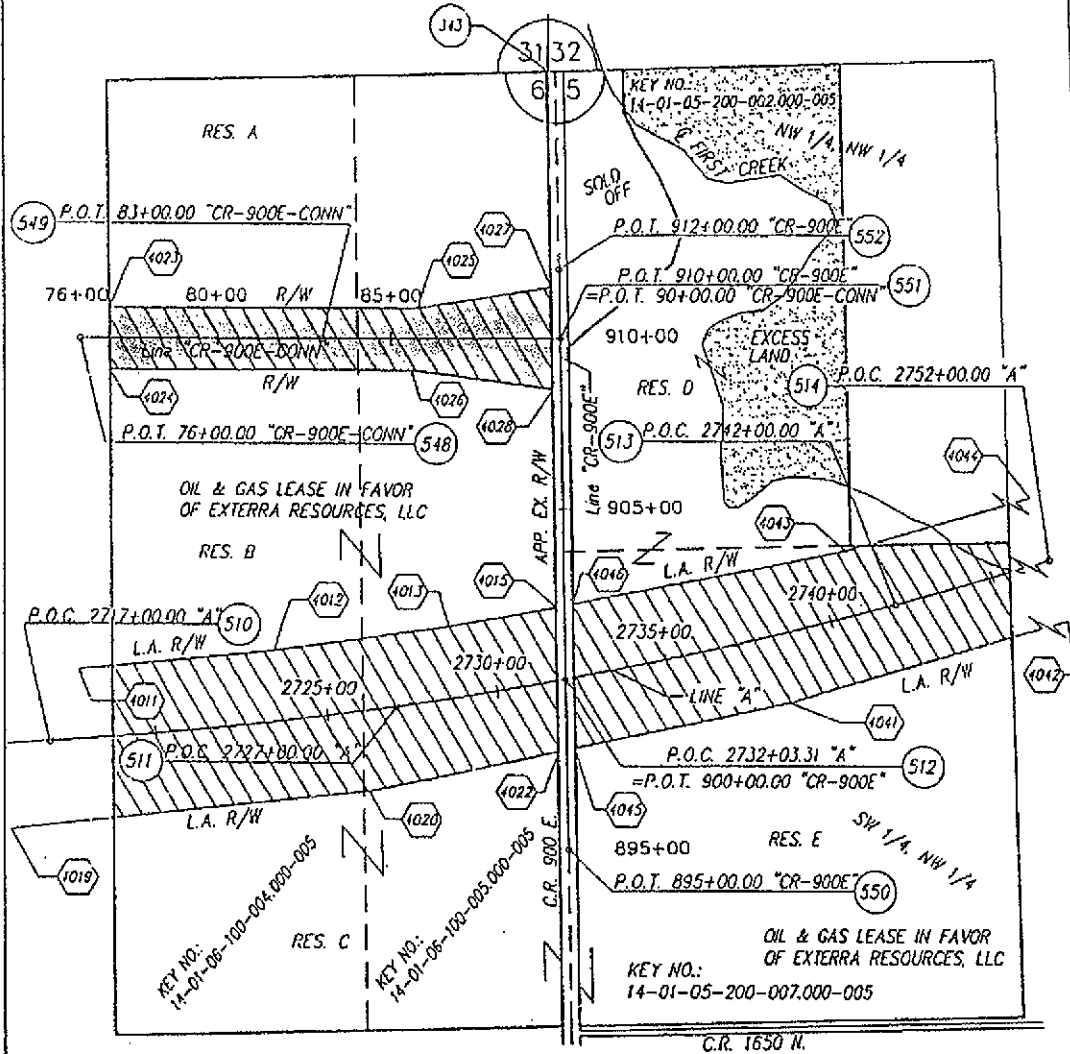 343
31 32
6 5
KEY NO.:
14-01-05-200-002.000-005
RES. A
NW 1/4, NW 1/4
℄ FIRST CREEK
SOLD
OFF
549 P.O.T. 83+00.00 "CR-900E-CONN"
4027
P.O.T. 912+00.00 "CR-900E" 552
4023
4025
P.O.T. 910+00.00 "CR-900E"
=P.O.T. 90+00.00 "CR-900E-CONN" 551
76+00 80+00 R/W 85+00
910+00
EXCESS
LAND
Line "CR-900E-CONN"
R/W
RES. D
514 P.O.C. 2752+00.00 "A"
4024
4026
4028
P.O.T. 76+00.00 "CR-900E-CONN" 548
513 P.O.C. 2742+00.00 "A"
4044
Line "CR-900E"
APP. EX. R/W
OIL & GAS LEASE IN FAVOR
OF EXTERRA RESOURCES, LLC
905+00
4043
RES. B
L.A. R/W
4012
4013
4015
4046
2740+00
P.O.C. 2717+00.00 "A" 510
L.A. R/W
2735+00
2730+00
4011
2725+00
LINE "A"
L.A. R/W
4042
4041
511 P.O.C. 2727+00.00 "A"
P.O.C. 2732+03.31 "A"
=P.O.T. 900+00.00 "CR-900E" 512
4022
L.A. R/W
4020
4045
C.R. 900 E.
895+00
RES. E
SW 1/4, NW 1/4
4019
P.O.T. 895+00.00 "CR-900E" 550
KEY NO.:
14-01-06-100-004.000-005
RES. C
KEY NO.:
14-01-06-100-005.000-005
OIL & GAS LEASE IN FAVOR
OF EXTERRA RESOURCES, LLC
KEY NO.:
14-01-05-200-007.000-005
C.R. 1650 N.